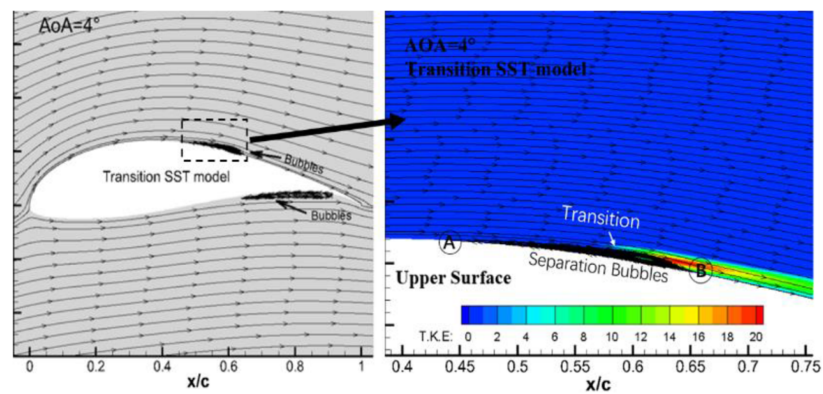 AoA=4°
Bubbles
Transition SST model
Bubbles
0 0.2 0.4 0.6 0.8 1
x/c
AOA=4°
Transition SST model
Transition
A
B
Separation Bubbles
Upper Surface
T.K.E: 0 2 4 6 8 10 12 14 16 18 20
0.4 0.45 0.5 0.55 0.6 0.65 0.7 0.75
x/c